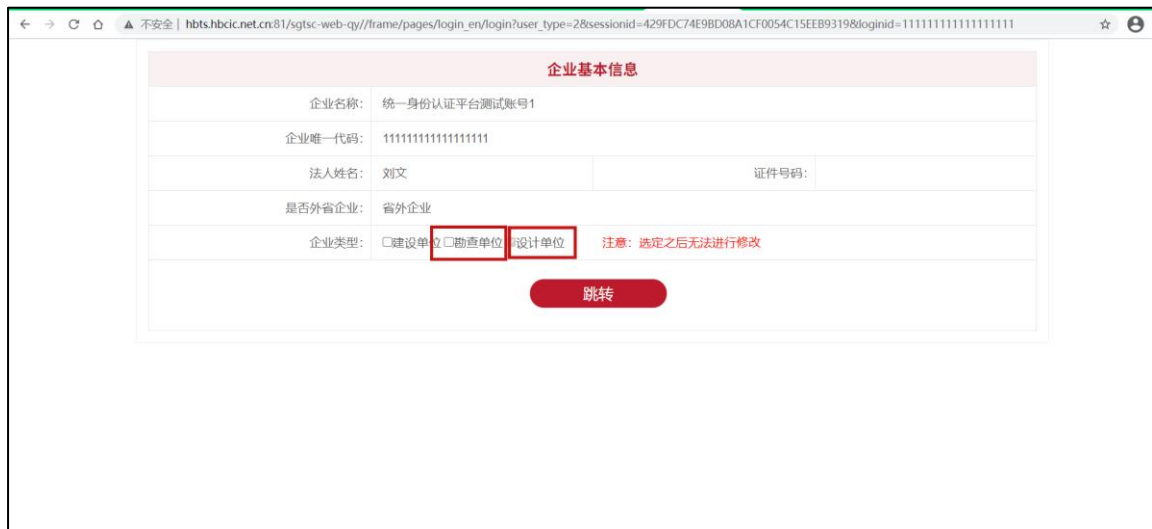 不安全 | hbts.hbcic.net.cn:81/sgtsc-web-qy//frame/pages/login_en/login?user_type=2&sessionid=429FDC74E9BD08A1CF0054C15EEB9319&loginid=111111111111111111
企业基本信息
企业名称： 统一身份认证平台测试账号1
企业唯一代码： 111111111111111111
法人姓名： 刘文 证件号码：
是否外省企业： 省外企业
企业类型： 建设单位 勘查单位 设计单位 注意：选定之后无法进行修改
跳转